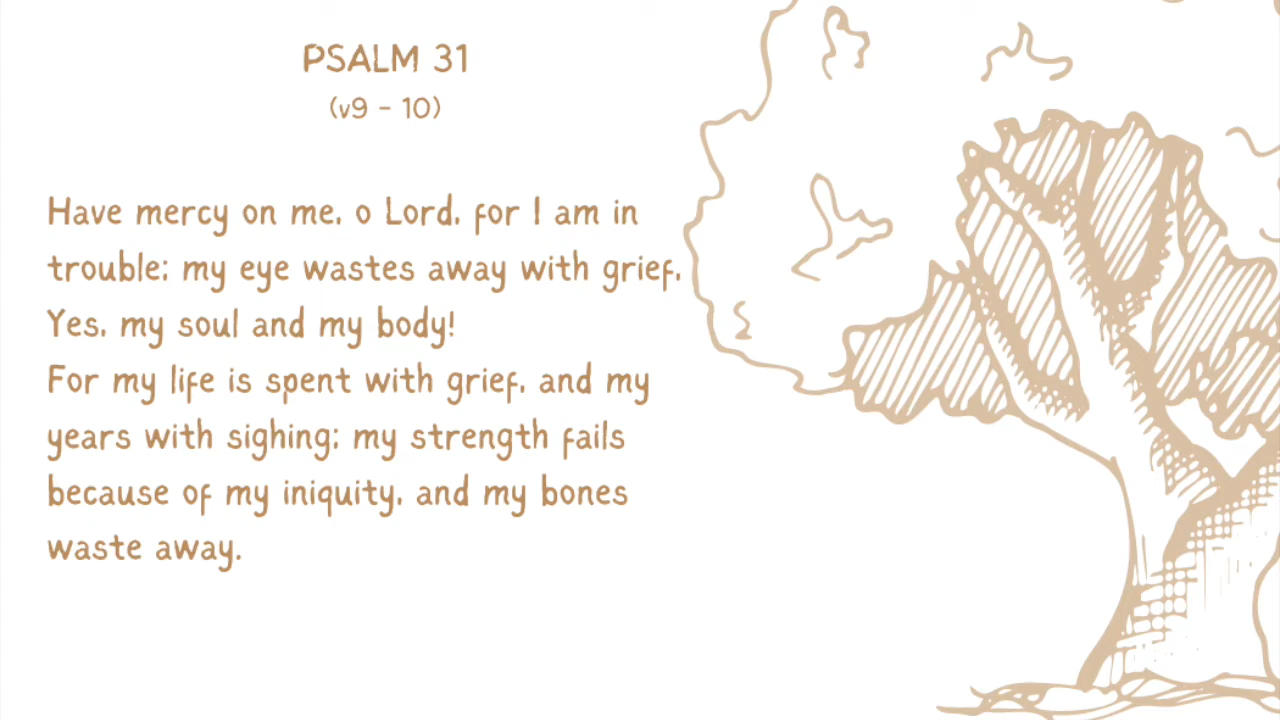 PSALM 31
(v9 - 10)
Have mercy on me, o Lord, for I am in
trouble; my eye wastes away with grief,
Yes, my soul and my body!
For my life is spent with grief, and my
years with sighing; my strength fails
because of my iniquity, and my bones
waste away.